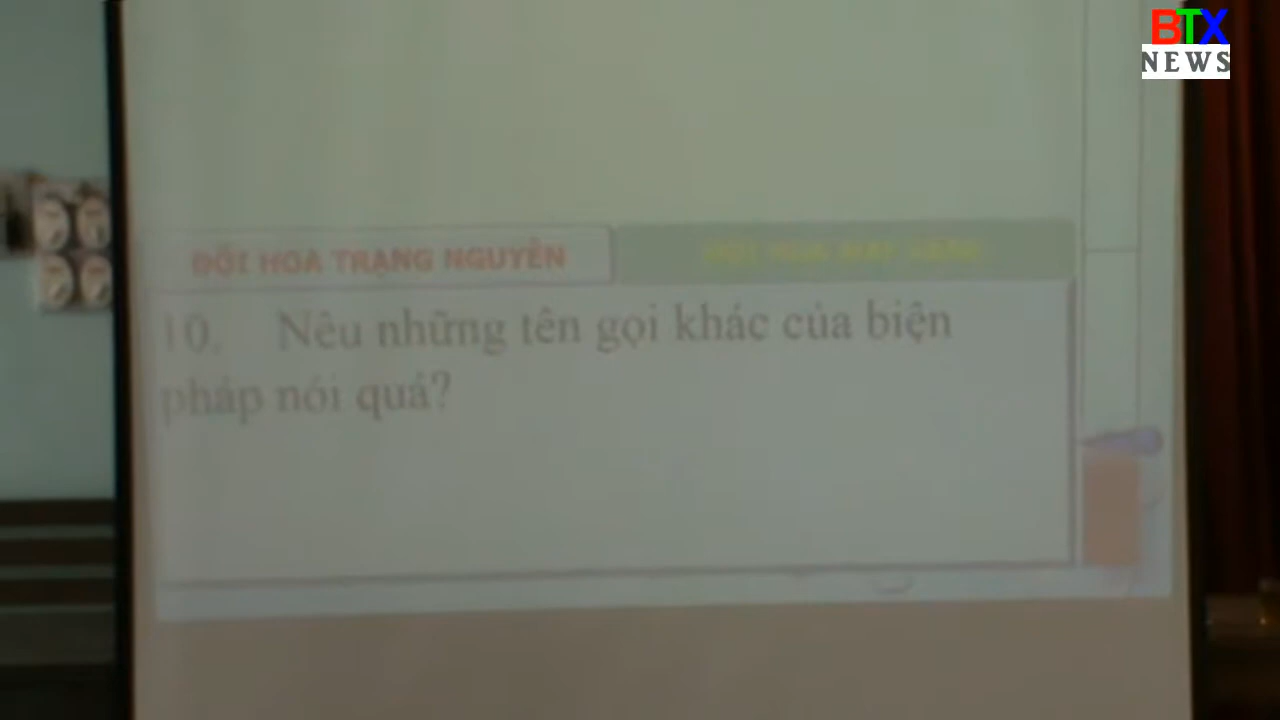 BTX
NEWS
ĐỘI HOA TRẠNG NGUYÊN
10. Nêu những tên gọi khác của biện
pháp nói quá?